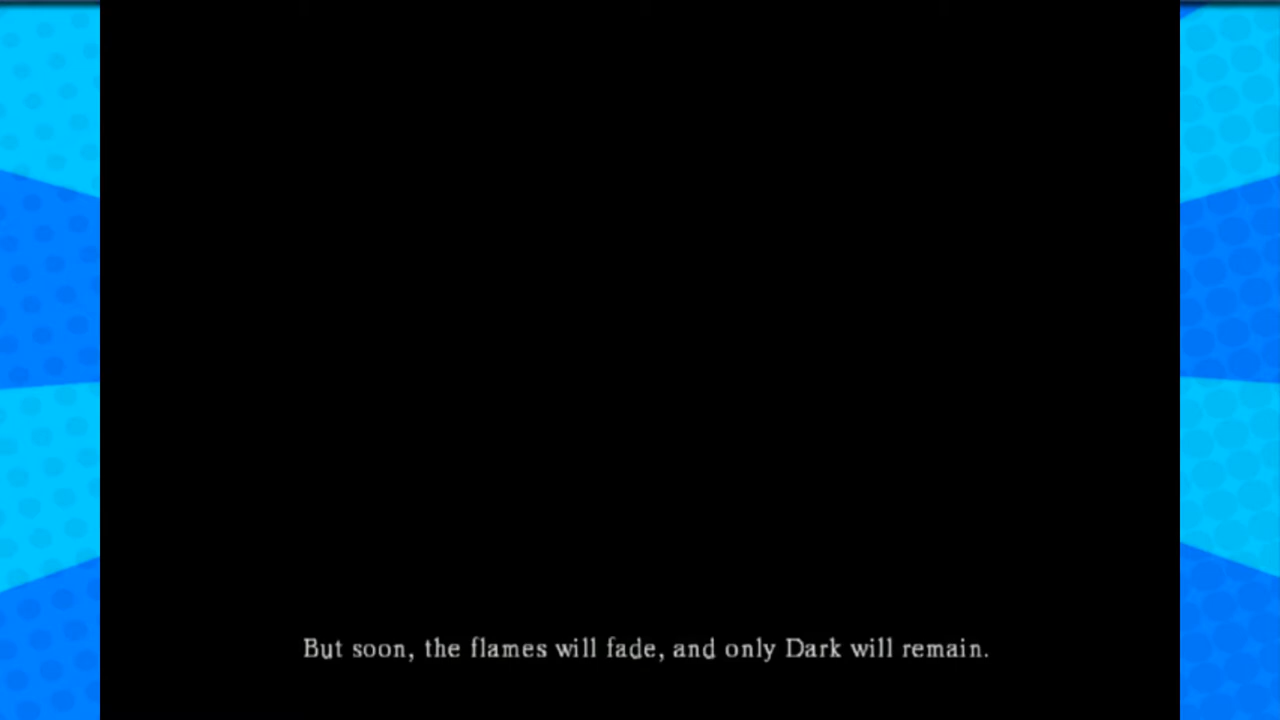 But soon, the flames will fade, and only Dark will remain.